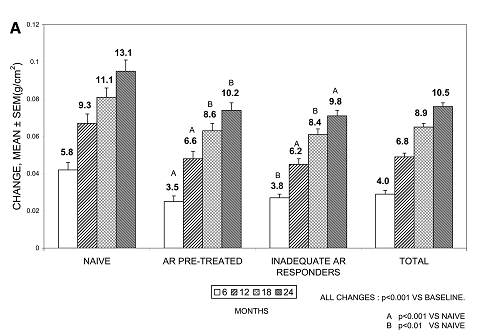 A
CHANGE, MEAN ± SEM(g/cm²)
0.12
0.1
0.08
0.06
0.04
0.02
0
5.8
9.3
11.1
13.1
A
3.5
A
6.6
B
8.6
B
10.2
B
3.8
A
6.2
B
8.4
A
9.8
4.0
6.8
8.9
10.5
NAIVE
AR PRE-TREATED
INADEQUATE AR
RESPONDERS
TOTAL
6 12 18 24
MONTHS
ALL CHANGES : p<0.001 VS BASELINE.
A p<0.001 VS NAIVE
B p<0.01 VS NAIVE